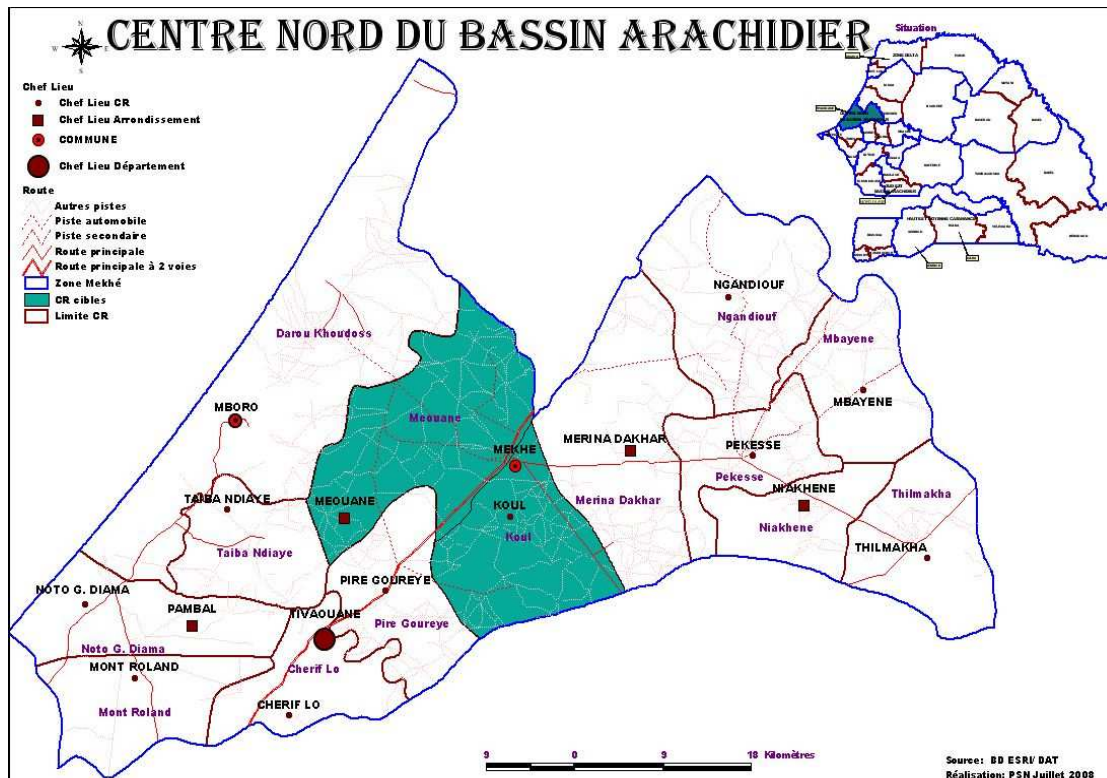 CENTRE NORD DU BASSIN ARACHIDIER
N
W E
S
Situation
Chef Lieu
Chef Lieu CR
Chef Lieu Arrondissement
COMMUNE
Chef Lieu Département
Route
Autres pistes
Piste automobile
Piste secondaire
Route principale
Route principale à 2 voies
Zone Mekhé
CR cibles
Limite CR
NGANDIOUF
Ngandiouf
Darou Khoudoss
Mbayene
MBAYENE
MBORO
Meouane
MERINA DAKHAR
MEKHE
PEKESSE
Pekesse
TAIBA NDIAYE
MEOUANE
KOUL
Koul
Merina Dakhar
NIAKHENE
Niakhene
Thilmakha
Taiba Ndiaye
THILMAKHA
NOTO G. DIAMA
PAMBAL
PIRE GOUREYE
Pire Goureye
TIVAOUANE
Noto G. Diama
MONT ROLAND
Cherif Lo
Mont Roland
CHERIF LO
9 0 9 18 Kilomètres
Source: BD ESRI/ DAT
Réalisation: PSN Juillet 2008